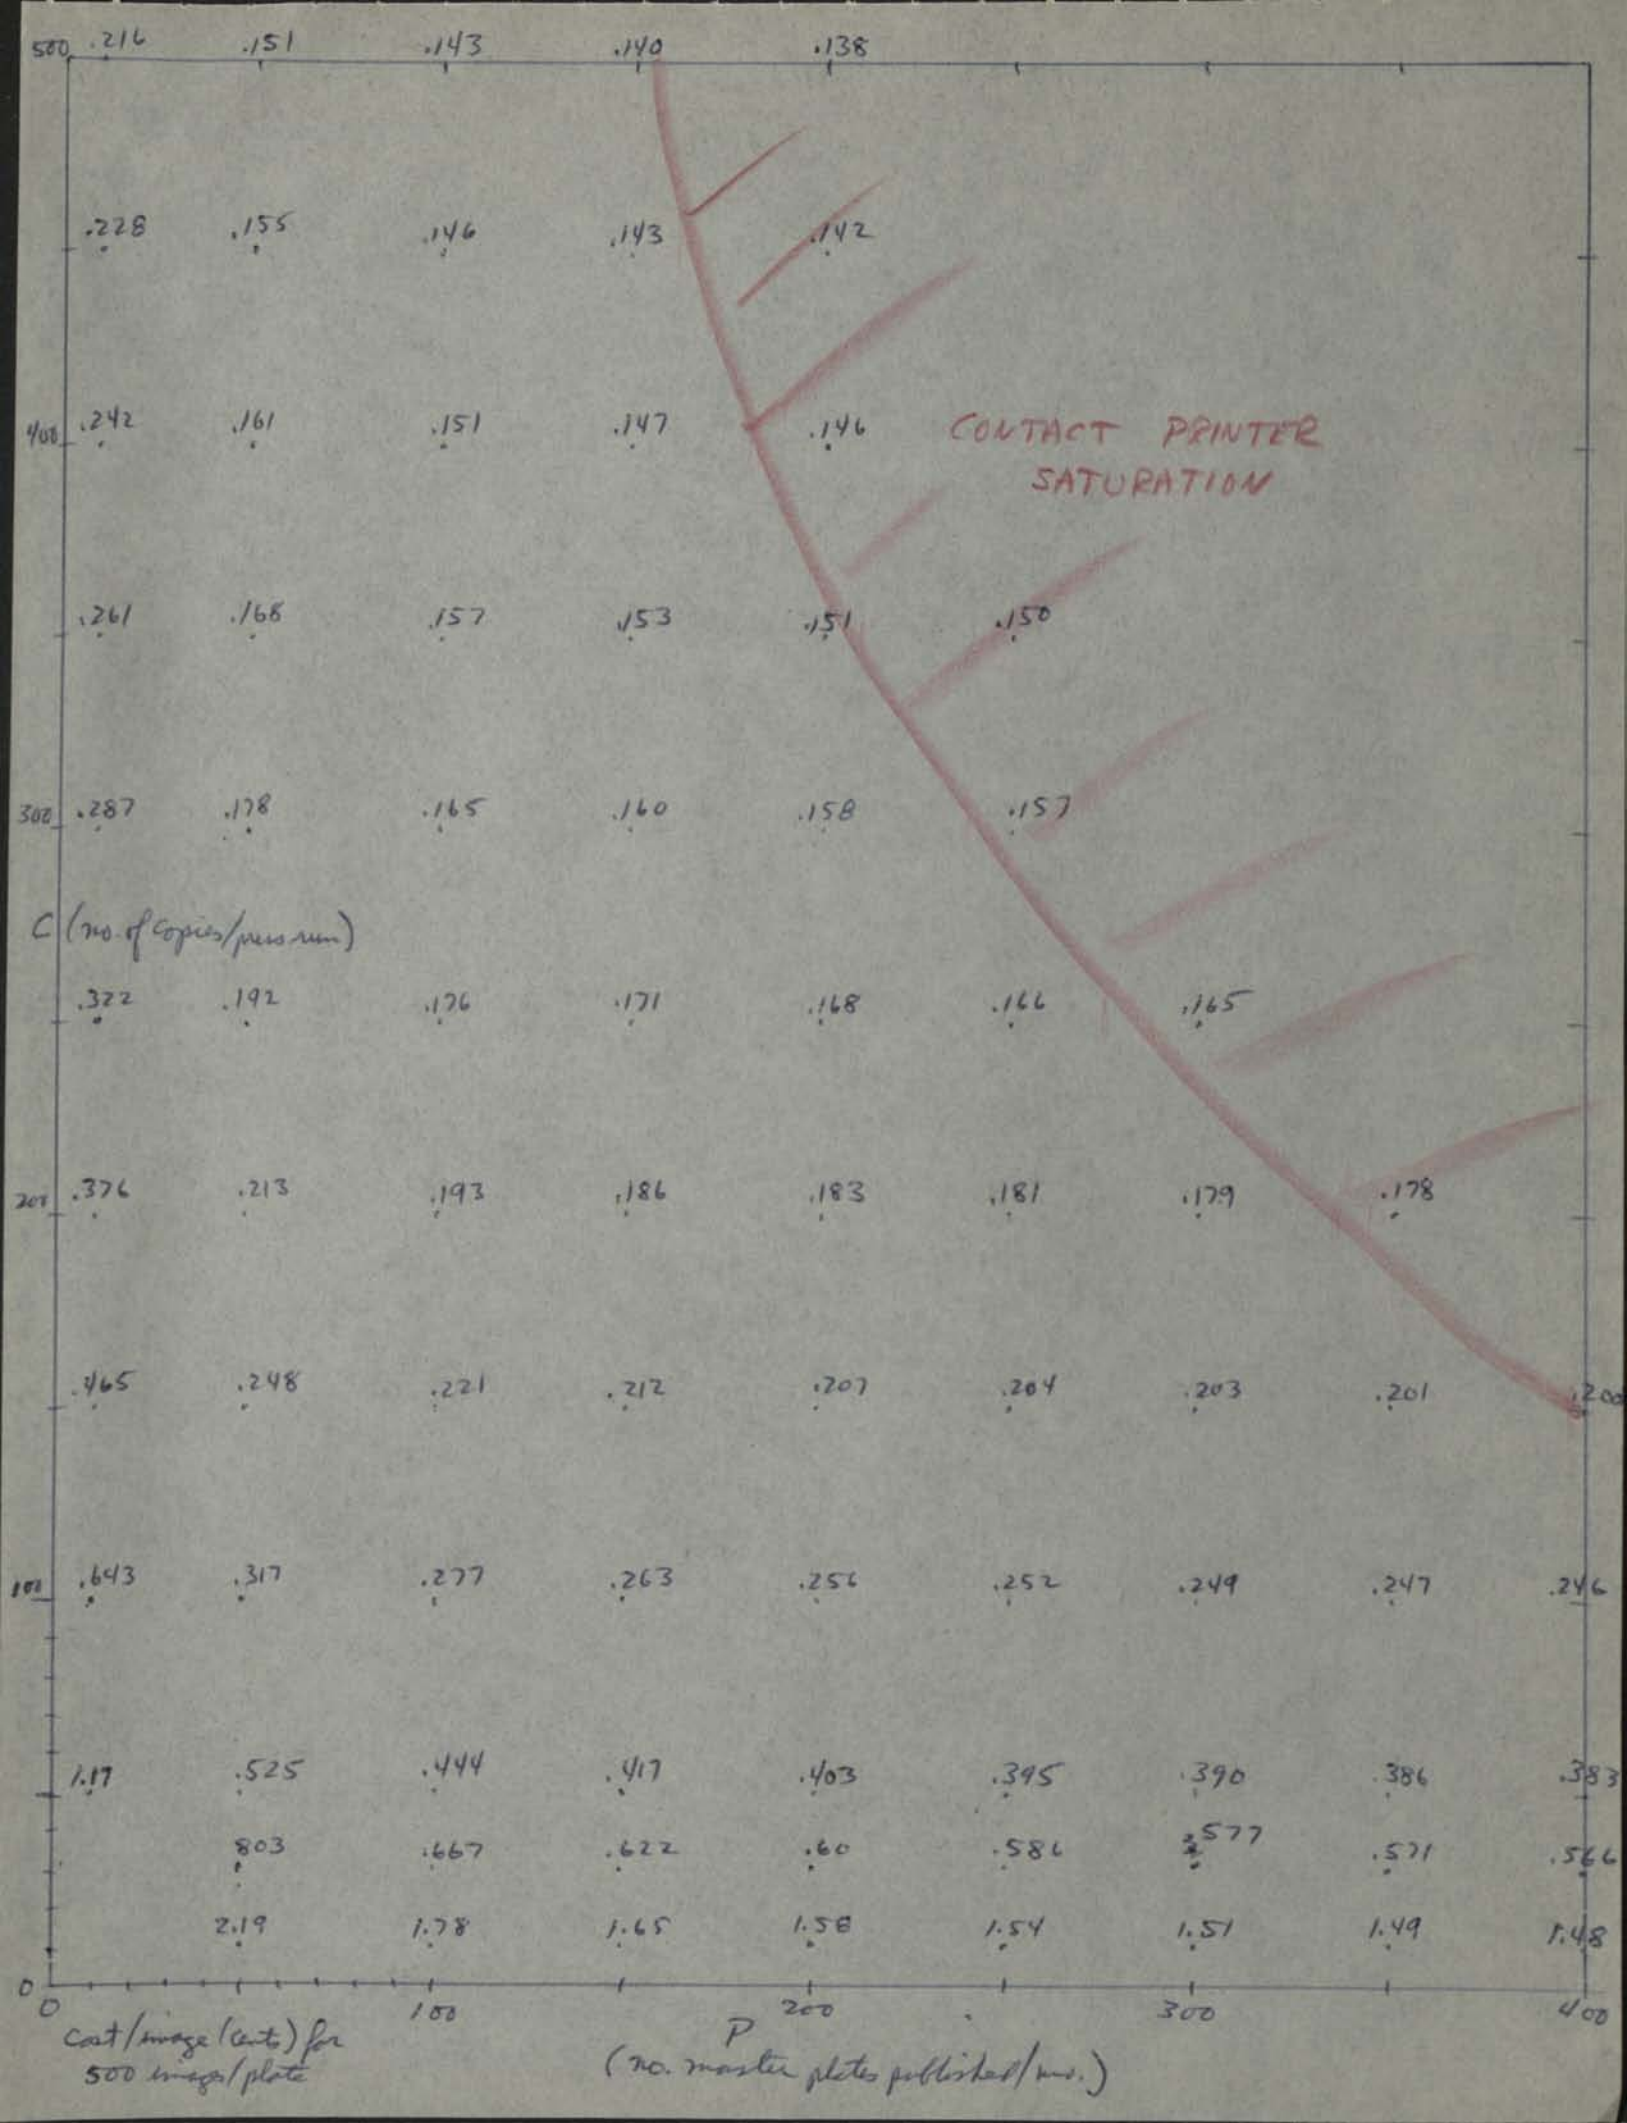 500 .216 .151 .143 .140 .138
.228 .155 .146 .143 .142
400 .242 .161 .151 .147 .146
CONTACT PRINTER
SATURATION
.261 .168 .157 .153 .151 .150
300 .287 .178 .165 .160 .158 .157
C (no. of copies/press run)
.322 .192 .176 .171 .168 .166 .165
200 .376 .213 .193 .186 .183 .181 .179 .178
.465 .248 .221 .212 .207 .204 .203 .201 .200
100 .643 .317 .277 .263 .256 .252 .249 .247 .246
1.17 .525 .444 .417 .403 .395 .390 .386 .383
803 .667 .622 .60 .586 .577 .571 .566
2.19 1.78 1.65 1.58 1.54 1.51 1.49 1.48
0
0 100 200 300 400
Cost/image (cents) for
500 images/plate
P
(no. master plates published/mo.)